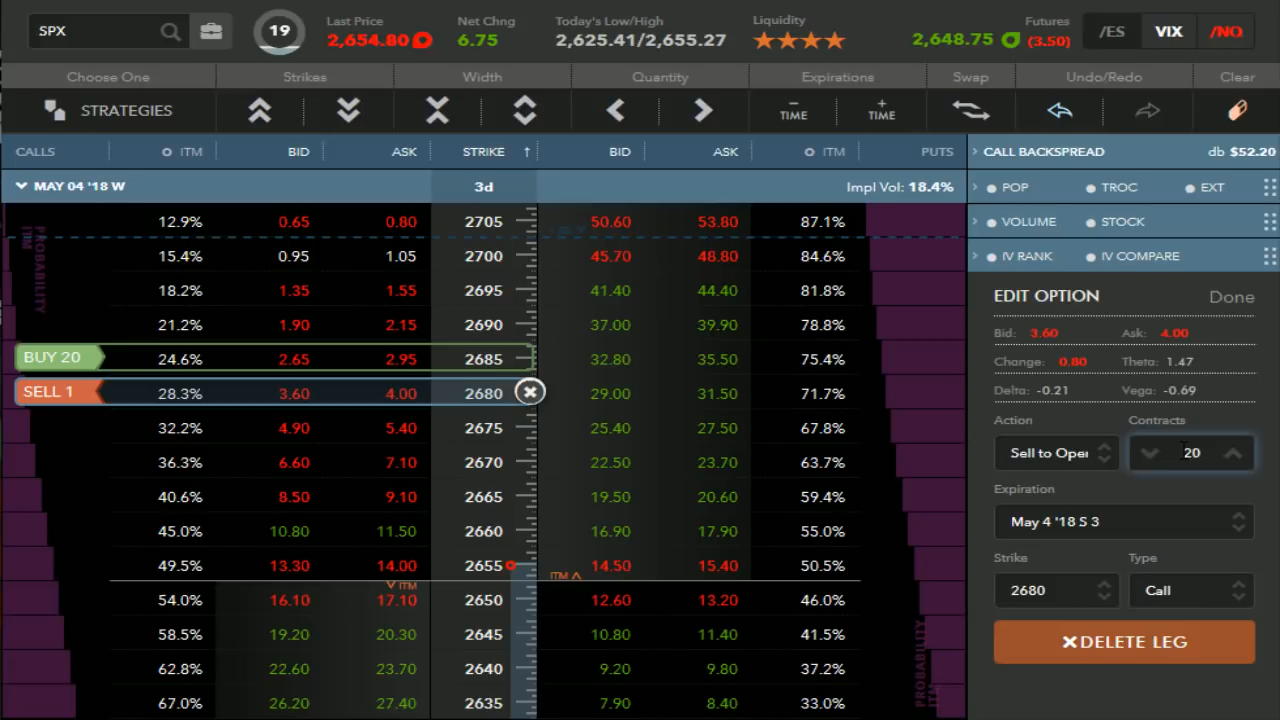 SPX 19 Last Price Net Chng Today's Low/High Liquidity Futures /ES VIX /NQ
2,654.80 6.75 2,625.41/2,655.27 2,648.75 (3.50)
Choose One Strikes Width Quantity Expirations Swap Undo/Redo Clear
STRATEGIES − TIME + TIME
CALLS ITM BID ASK STRIKE ↑ BID ASK ITM PUTS
MAY 04 '18 W 3d Impl Vol: 18.4%
12.9% 0.65 0.80 2705 50.60 53.80 87.1%
15.4% 0.95 1.05 2700 45.70 48.80 84.6%
18.2% 1.35 1.55 2695 41.40 44.40 81.8%
21.2% 1.90 2.15 2690 37.00 39.90 78.8%
BUY 20 24.6% 2.65 2.95 2685 32.80 35.50 75.4%
SELL 1 28.3% 3.60 4.00 2680 29.00 31.50 71.7%
32.2% 4.90 5.40 2675 25.40 27.50 67.8%
36.3% 6.60 7.10 2670 22.50 23.70 63.7%
40.6% 8.50 9.10 2665 19.50 20.60 59.4%
45.0% 10.80 11.50 2660 16.90 17.90 55.0%
49.5% 13.30 14.00 2655 14.50 15.40 50.5%
ITM ITM
54.0% 16.10 17.10 2650 12.60 13.20 46.0%
58.5% 19.20 20.30 2645 10.80 11.40 41.5%
62.8% 22.60 23.70 2640 9.20 9.80 37.2%
67.0% 26.20 27.40 2635 7.90 8.40 33.0%
PROBABILITY ITM
PROBABILITY ITM
CALL BACKSPREAD db $52.20
POP TROC EXT
VOLUME STOCK
IV RANK IV COMPARE
EDIT OPTION Done
Bid: 3.60 Ask: 4.00
Change: 0.80 Theta: 1.47
Delta: -0.21 Vega: -0.69
Action Contracts
Sell to Open 20
Expiration
May 4 '18 S 3
Strike Type
2680 Call
DELETE LEG